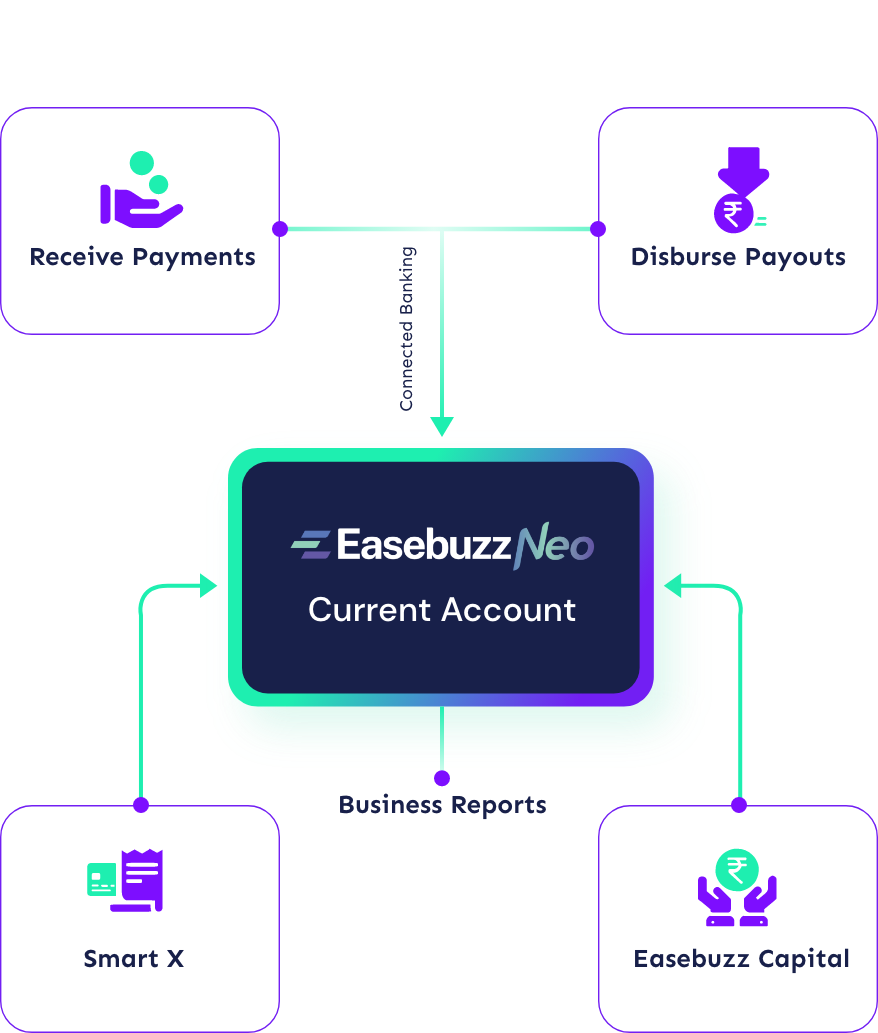 Receive Payments
Disburse Payouts
Connected Banking
Easebuzz Neo
Current Account
Business Reports
Smart X
Easebuzz Capital